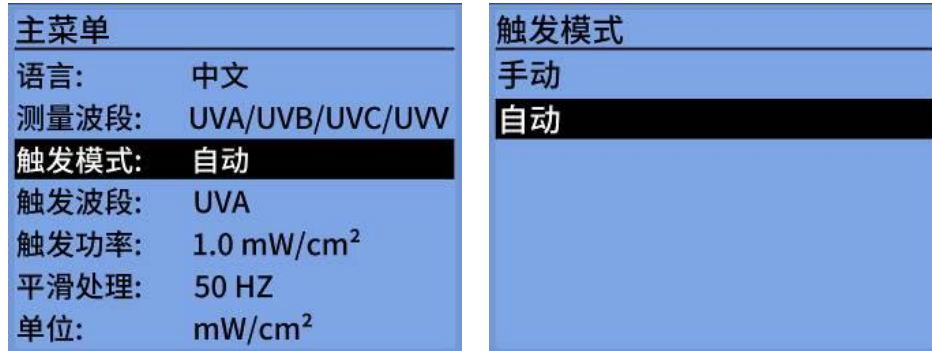 主菜单
语言: 中文
测量波段: UVA/UVB/UVC/UVV
触发模式: 自动
触发波段: UVA
触发功率: 1.0 mW/cm²
平滑处理: 50 HZ
单位: mW/cm²
触发模式
手动
自动